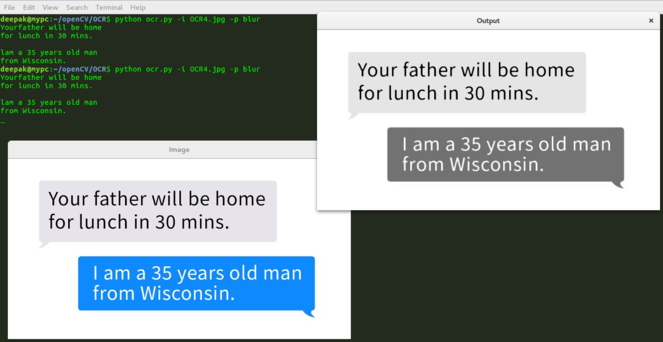 File Edit View Search Terminal Help
deepak@mypc:~/openCV/OCR$ python ocr.py -i OCR4.jpg -p blur
Yourfather will be home
for lunch in 30 mins.
lam a 35 years old man
from Wisconsin.
deepak@mypc:~/openCV/OCR$ python ocr.py -i OCR4.jpg -p blur
Yourfather will be home
for lunch in 30 mins.
lam a 35 years old man
from Wisconsin.
_
Output ×
Your father will be home
for lunch in 30 mins.
I am a 35 years old man
from Wisconsin.
Image
Your father will be home
for lunch in 30 mins.
I am a 35 years old man
from Wisconsin.